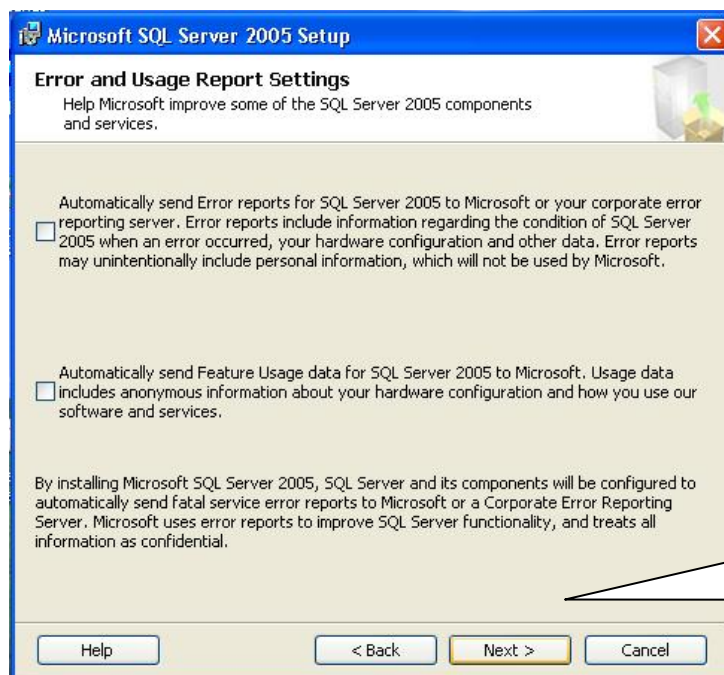 Microsoft SQL Server 2005 Setup
Error and Usage Report Settings
Help Microsoft improve some of the SQL Server 2005 components
and services.
Automatically send Error reports for SQL Server 2005 to Microsoft or your corporate error
reporting server. Error reports include information regarding the condition of SQL Server
2005 when an error occurred, your hardware configuration and other data. Error reports
may unintentionally include personal information, which will not be used by Microsoft.
Automatically send Feature Usage data for SQL Server 2005 to Microsoft. Usage data
includes anonymous information about your hardware configuration and how you use our
software and services.
By installing Microsoft SQL Server 2005, SQL Server and its components will be configured to
automatically send fatal service error reports to Microsoft or a Corporate Error Reporting
Server. Microsoft uses error reports to improve SQL Server functionality, and treats all
information as confidential.
Help
< Back
Next >
Cancel